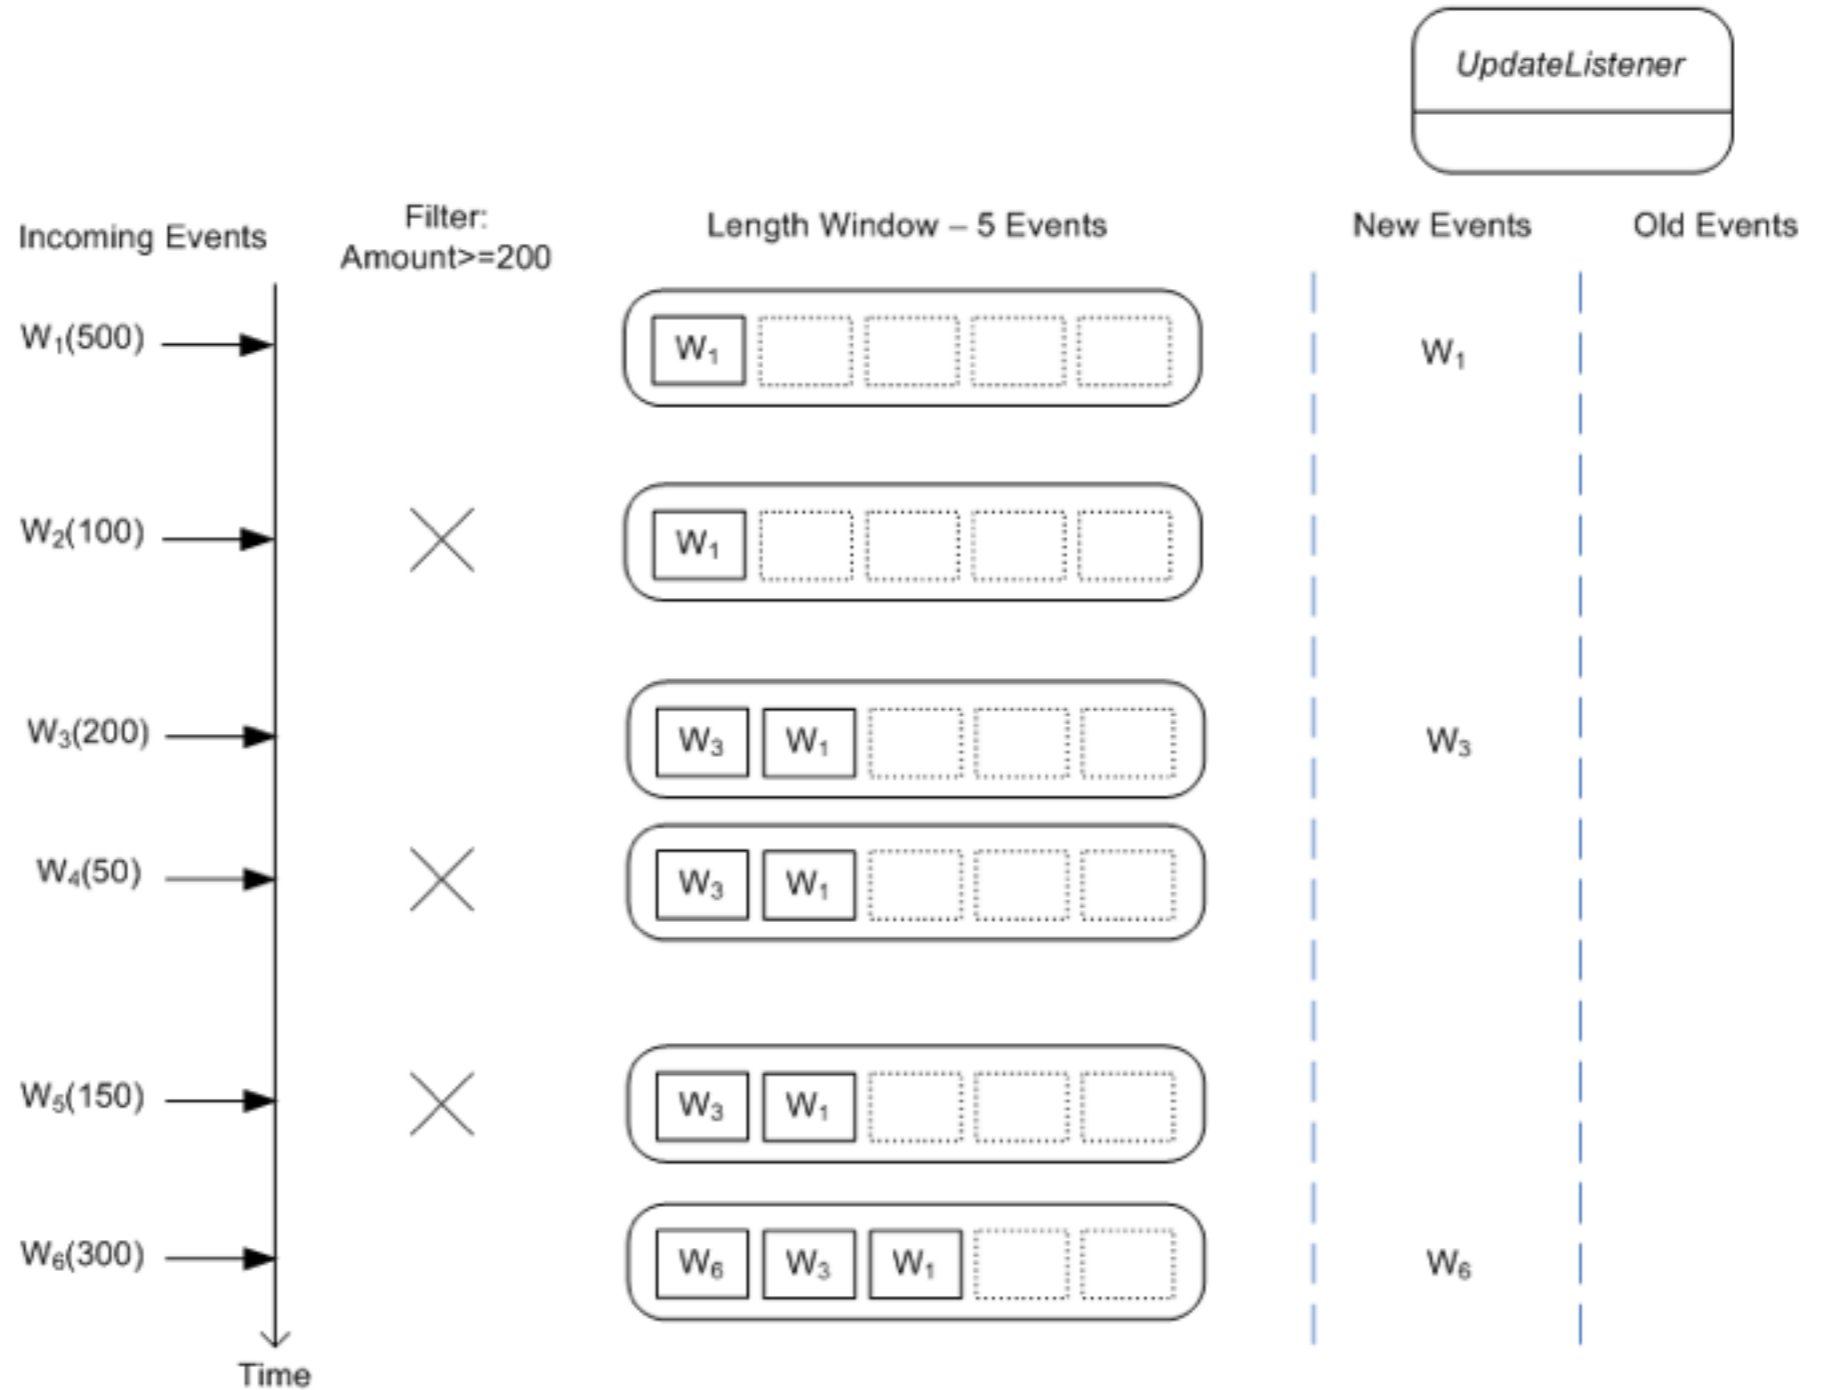 UpdateListener
Incoming Events
Filter:
Amount>=200
Length Window – 5 Events
New Events
Old Events
W₁(500)
W₁
W₁
W₂(100)
W₁
W₃(200)
W₃ W₁
W₃
W₄(50)
W₃ W₁
W₅(150)
W₃ W₁
W₆(300)
W₆ W₃ W₁
W₆
Time